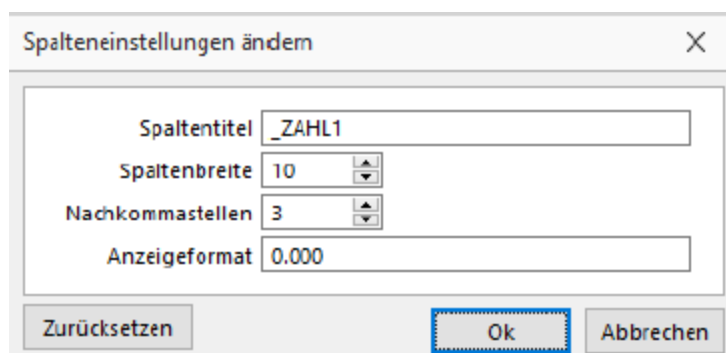 Spalteneinstellungen ändern
Spaltentitel _ZAHL1
Spaltenbreite 10
Nachkommastellen 3
Anzeigeformat 0.000
Zurücksetzen Ok Abbrechen